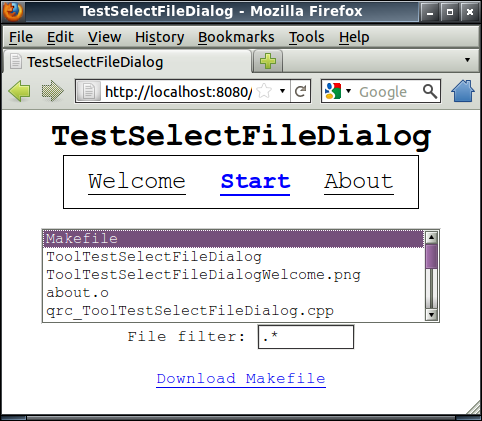 TestSelectFileDialog - Mozilla Firefox
File Edit View History Bookmarks Tools Help
TestSelectFileDialog
http://localhost:8080/ Google
TestSelectFileDialog
Welcome Start About
Makefile
ToolTestSelectFileDialog
ToolTestSelectFileDialogWelcome.png
about.o
qrc_ToolTestSelectFileDialog.cpp
File filter: .*
Download Makefile